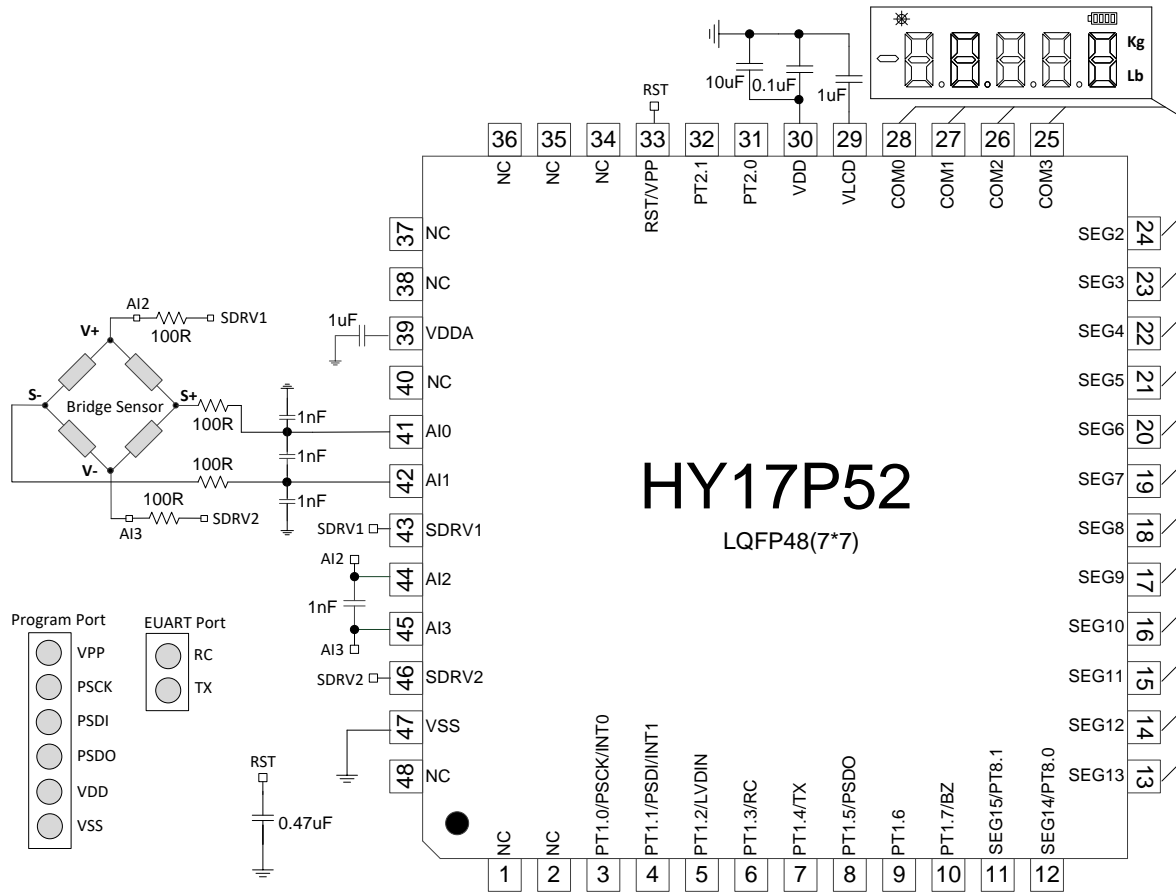 Kg
Lb
10uF
0.1uF
1uF
RST
36
35
34
33
32
31
30
29
28
27
26
25
NC
NC
NC
RST/VPP
PT2.1
PT2.0
VDD
VLCD
COM0
COM1
COM2
COM3
37 NC
38 NC
1uF
39 VDDA
40 NC
41 AI0
42 AI1
SDRV1
43 SDRV1
AI2
44 AI2
1nF
45 AI3
AI3
SDRV2
46 SDRV2
47 VSS
48 NC
AI2
SDRV1
100R
V+
S-
S+
Bridge Sensor
100R
1nF
1nF
1nF
V-
100R
100R
AI3
SDRV2
HY17P52
LQFP48(7*7)
SEG2 24
SEG3 23
SEG4 22
SEG5 21
SEG6 20
SEG7 19
SEG8 18
SEG9 17
SEG10 16
SEG11 15
SEG12 14
SEG13 13
Program Port
VPP
PSCK
PSDI
PSDO
VDD
VSS
EUART Port
RC
TX
RST
0.47uF
NC
NC
PT1.0/PSCK/INT0
PT1.1/PSDI/INT1
PT1.2/LVDIN
PT1.3/RC
PT1.4/TX
PT1.5/PSDO
PT1.6
PT1.7/BZ
SEG15/PT8.1
SEG14/PT8.0
1
2
3
4
5
6
7
8
9
10
11
12